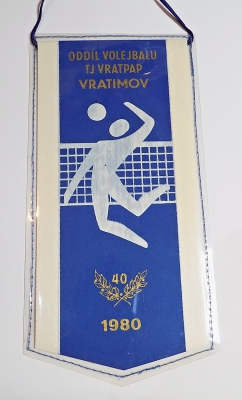 ODDÍL VOLEJBALU
TJ VRATPAP
VRATIMOV
40
1980